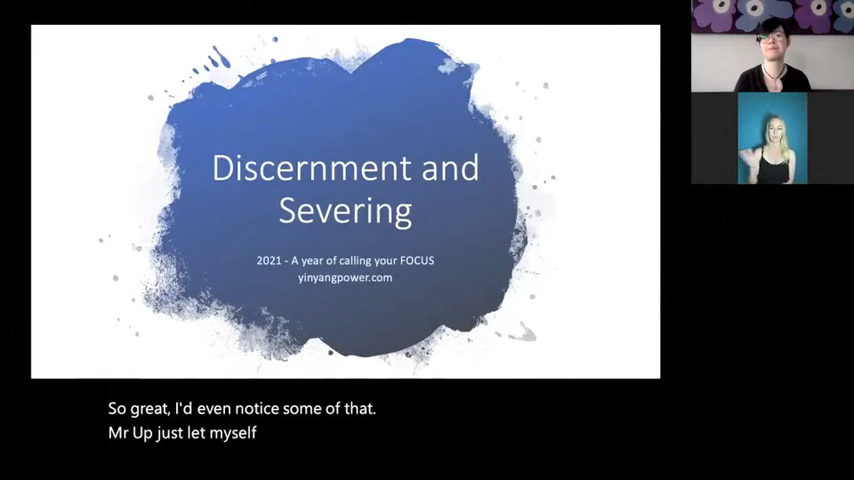 Discernment and
Severing
2021 - A year of calling your FOCUS
yinyangpower.com
So great, I'd even notice some of that.
Mr Up just let myself